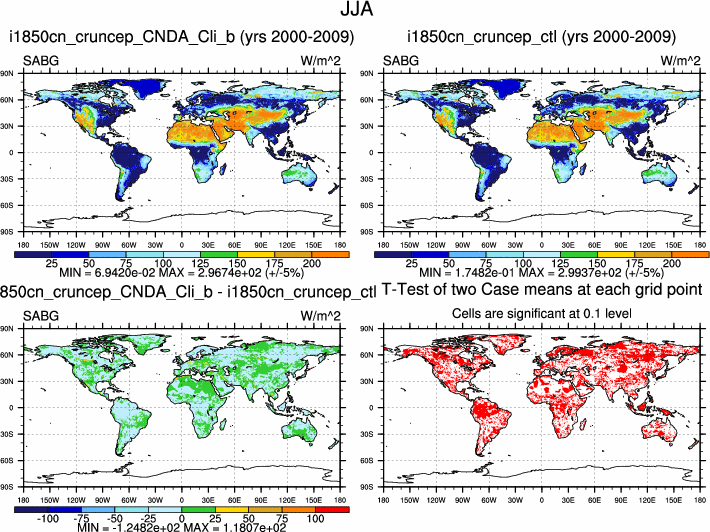 JJA
i1850cn_cruncep_CNDA_Cli_b (yrs 2000-2009)
SABG W/m^2
90N
60N
30N
0
30S
60S
90S
180 150W 120W 90W 60W 30W 0 30E 60E 90E 120E 150E 180
25 50 75 100 125 150 175 200
MIN = 6.9420e-02 MAX = 2.9674e+02 (+/-5%)
i1850cn_cruncep_ctl (yrs 2000-2009)
SABG W/m^2
90N
60N
30N
0
30S
60S
90S
180 150W 120W 90W 60W 30W 0 30E 60E 90E 120E 150E 180
25 50 75 100 125 150 175 200
MIN = 1.7482e-01 MAX = 2.9937e+02 (+/-5%)
850cn_cruncep_CNDA_Cli_b - i1850cn_cruncep_ctl
SABG W/m^2
90N
60N
30N
0
30S
60S
90S
180 150W 120W 90W 60W 30W 0 30E 60E 90E 120E 150E 180
-100 -75 -50 -25 0 25 50 75 100
MIN = -1.2482e+02 MAX = 1.1807e+02
T-Test of two Case means at each grid point
Cells are significant at 0.1 level
90N
60N
30N
0
30S
60S
90S
180 150W 120W 90W 60W 30W 0 30E 60E 90E 120E 150E 180